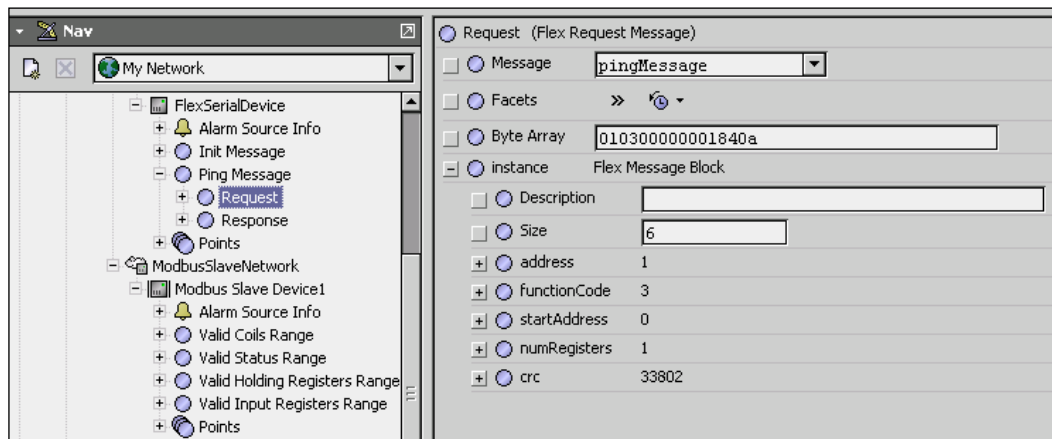 Nav
My Network
FlexSerialDevice
Alarm Source Info
Init Message
Ping Message
Request
Response
Points
ModbusSlaveNetwork
Modbus Slave Device1
Alarm Source Info
Valid Coils Range
Valid Status Range
Valid Holding Registers Range
Valid Input Registers Range
Points
Request (Flex Request Message)
Message pingMessage
Facets »
Byte Array 010300000001840a
instance Flex Message Block
Description
Size 6
address 1
functionCode 3
startAddress 0
numRegisters 1
crc 33802